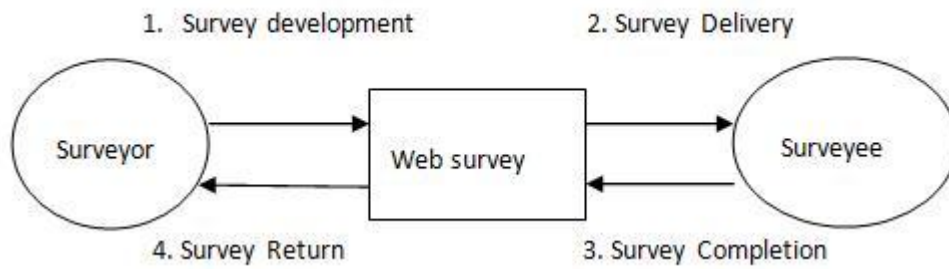 1. Survey development
2. Survey Delivery
Surveyor
Web survey
Surveyee
4. Survey Return
3. Survey Completion